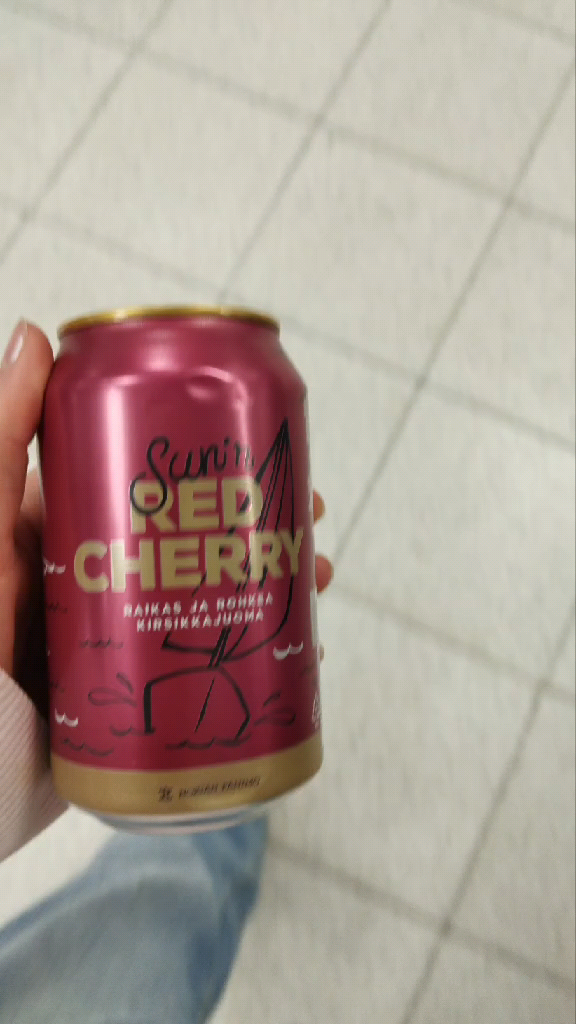 Sun'n
RED
CHERRY
RAIKAS JA ROHKEA
KIRSIKKAJUOMA